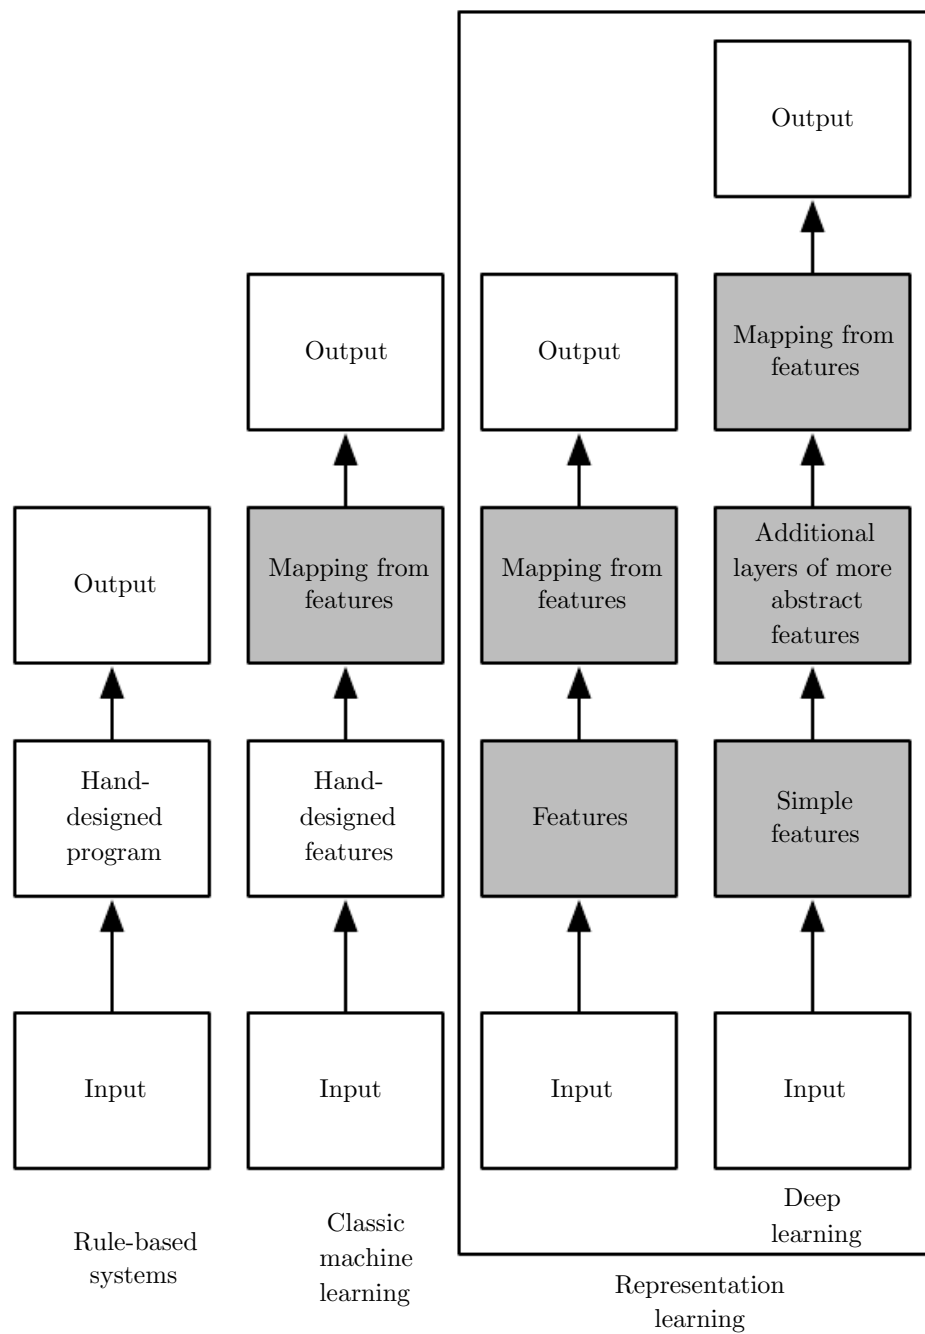 Output
Output
Output
Mapping from
features
Output
Mapping from
features
Mapping from
features
Additional
layers of more
abstract
features
Hand-
designed
program
Hand-
designed
features
Features
Simple
features
Input
Input
Input
Input
Rule-based
systems
Classic
machine
learning
Deep
learning
Representation
learning